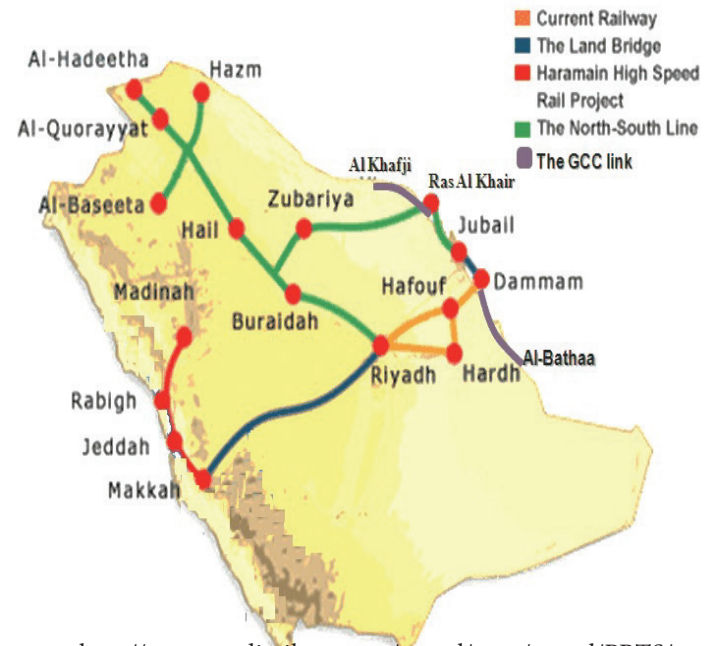 Current Railway
The Land Bridge
Haramain High Speed
Rail Project
The North-South Line
The GCC link
Al-Hadeetha
Hazm
Al-Quorayyat
Al Khafji
Ras Al Khair
Al-Baseeta
Zubariya
Hail
Jubail
Madinah
Hafouf
Dammam
Buraidah
Al-Bathaa
Riyadh
Hardh
Rabigh
Jeddah
Makkah